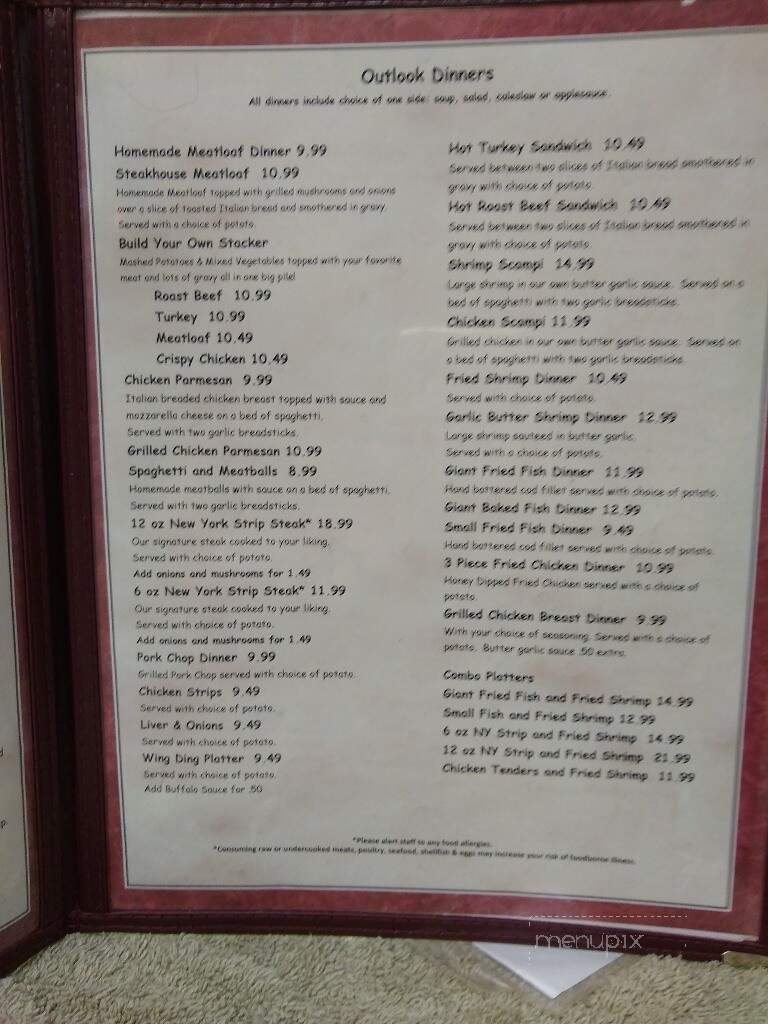 Outlook Dinners
All dinners include choice of one side: soup, salad, coleslaw or applesauce.
Homemade Meatloaf Dinner 9.99
Steakhouse Meatloaf 10.99
Homemade Meatloaf topped with grilled mushrooms and onions
over a slice of toasted Italian bread and smothered in gravy.
Served with a choice of potato.
Build Your Own Stacker
Mashed Potatoes & Mixed Vegetables topped with your favorite
meat and lots of gravy all in one big pile!
Roast Beef 10.99
Turkey 10.99
Meatloaf 10.49
Crispy Chicken 10.49
Chicken Parmesan 9.99
Italian breaded chicken breast topped with sauce and
mozzarella cheese on a bed of spaghetti.
Served with two garlic breadsticks.
Grilled Chicken Parmesan 10.99
Spaghetti and Meatballs 8.99
Homemade meatballs with sauce on a bed of spaghetti.
Served with two garlic breadsticks.
12 oz New York Strip Steak* 18.99
Our signature steak cooked to your liking.
Served with choice of potato.
Add onions and mushrooms for 1.49
6 oz New York Strip Steak* 11.99
Our signature steak cooked to your liking.
Served with choice of potato.
Add onions and mushrooms for 1.49
Pork Chop Dinner 9.99
Grilled Pork Chop served with choice of potato.
Chicken Strips 9.49
Served with choice of potato.
Liver & Onions 9.49
Served with choice of potato.
Wing Ding Platter 9.49
Served with choice of potato.
Add Buffalo Sauce for .50
Hot Turkey Sandwich 10.49
Served between two slices of Italian bread smothered in
gravy with choice of potato.
Hot Roast Beef Sandwich 10.49
Served between two slices of Italian bread smothered in
gravy with choice of potato.
Shrimp Scampi 14.99
Large shrimp in our own butter garlic sauce. Served on a
bed of spaghetti with two garlic breadsticks.
Chicken Scampi 11.99
Grilled chicken in our own butter garlic sauce. Served on
a bed of spaghetti with two garlic breadsticks.
Fried Shrimp Dinner 10.49
Served with choice of potato.
Garlic Butter Shrimp Dinner 12.99
Large shrimp sauteed in butter garlic.
Served with a choice of potato.
Giant Fried Fish Dinner 11.99
Hand battered cod fillet served with choice of potato.
Giant Baked Fish Dinner 12.99
Small Fried Fish Dinner 9.49
Hand battered cod fillet served with choice of potato.
3 Piece Fried Chicken Dinner 10.99
Honey Dipped Fried Chicken served with a choice of
potato.
Grilled Chicken Breast Dinner 9.99
With your choice of seasoning. Served with a choice of
potato. Butter garlic sauce .50 extra.
Combo Platters
Giant Fried Fish and Fried Shrimp 14.99
Small Fish and Fried Shrimp 12.99
6 oz NY Strip and Fried Shrimp 14.99
12 oz NY Strip and Fried Shrimp 21.99
Chicken Tenders and Fried Shrimp 11.99
*Please alert staff to any food allergies.
*Consuming raw or undercooked meats, poultry, seafood, shellfish & eggs may increase your risk of foodborne illness.
menupix